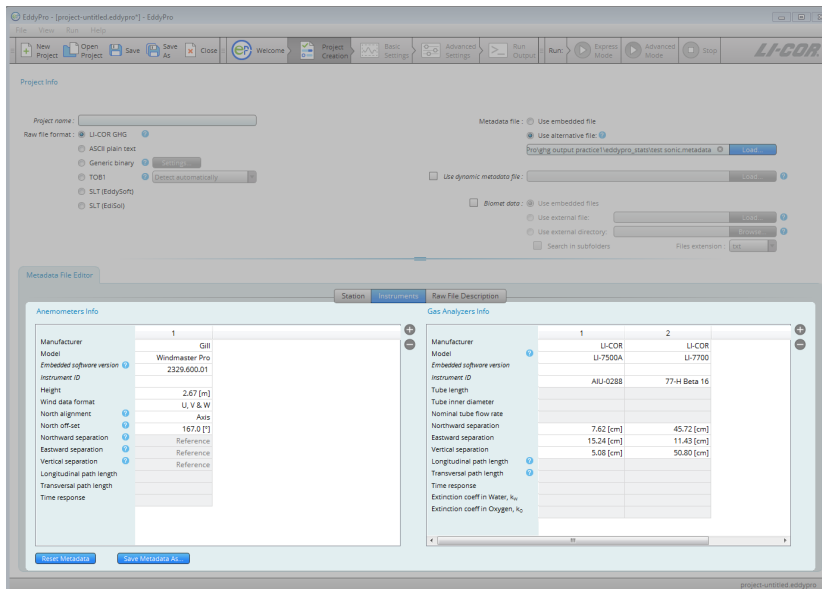 EddyPro - [project-untitled.eddypro*] - EddyPro
File View Run Help
New Project
Open Project
Save
Save As
Close
eP Welcome
Project Creation
Basic Settings
Advanced Settings
Run Output
Run:
Express Mode
Advanced Mode
Stop
LI-COR
Project Info
Project name :
Raw file format : LI-COR GHG
ASCII plain text
Generic binary Settings...
TOB1 Detect automatically
SLT (EddySoft)
SLT (EdiSol)
Metadata file : Use embedded file
Use alternative file:
Pro\ghg output practice1\eddypro_stats\test sonic.metadata Load...
Use dynamic metadata file : Load
Biomet data : Use embedded files
Use external file: Load
Use external directory: Browse...
Search in subfolders Files extension : txt
Metadata File Editor
Station Instruments Raw File Description
Anemometers Info
1
Manufacturer Gill
Model Windmaster Pro
Embedded software version 2329.600.01
Instrument ID
Height 2.67 [m]
Wind data format U, V & W
North alignment Axis
North off-set 167.0 [°]
Northward separation Reference
Eastward separation Reference
Vertical separation Reference
Longitudinal path length
Transversal path length
Time response
Reset Metadata Save Metadata As...
Gas Analyzers Info
1 2
Manufacturer LI-COR LI-COR
Model LI-7500A LI-7700
Embedded software version
Instrument ID AIU-0288 77-H Beta 16
Tube length
Tube inner diameter
Nominal tube flow rate
Northward separation 7.62 [cm] 45.72 [cm]
Eastward separation 15.24 [cm] 11.43 [cm]
Vertical separation 5.08 [cm] 50.80 [cm]
Longitudinal path length
Transversal path length
Time response
Extinction coeff in Water, kw
Extinction coeff in Oxygen, ko
project-untitled.eddypro